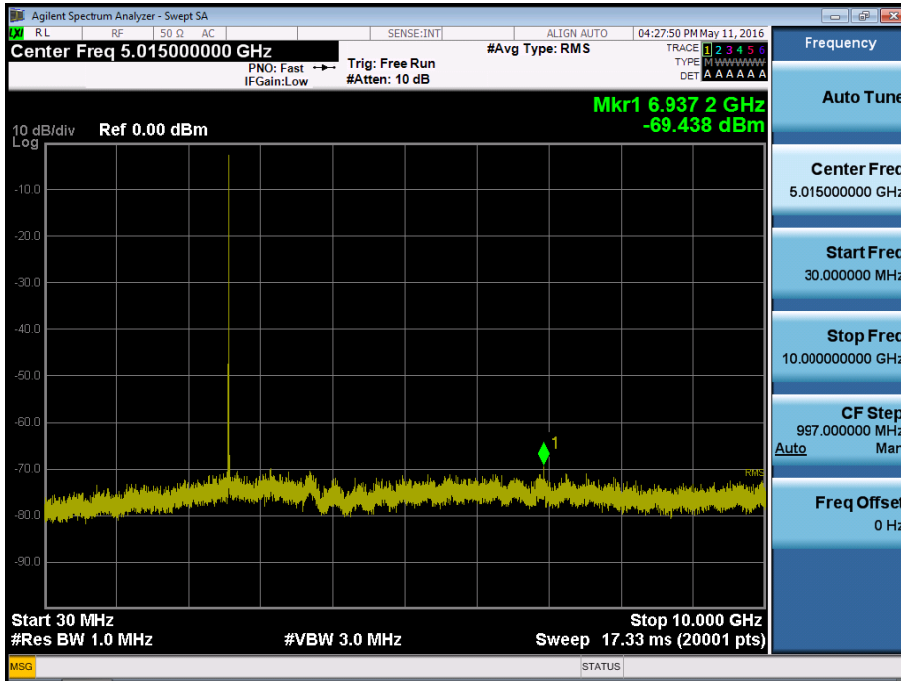 Agilent Spectrum Analyzer - Swept SA
LXI RL RF 50 Ω AC SENSE:INT ALIGN AUTO 04:27:50 PM May 11, 2016
Center Freq 5.015000000 GHz #Avg Type: RMS TRACE 1 2 3 4 5 6
PNO: Fast Trig: Free Run TYPE M WWWWW
IFGain:Low #Atten: 10 dB DET A A A A A A
Mkr1 6.937 2 GHz
-69.438 dBm
10 dB/div Ref 0.00 dBm
Log
-10.0
-20.0
-30.0
-40.0
-50.0
-60.0
1
-70.0
RMS
-80.0
-90.0
Start 30 MHz Stop 10.000 GHz
#Res BW 1.0 MHz #VBW 3.0 MHz Sweep 17.33 ms (20001 pts)
MSG STATUS
Frequency
Auto Tune
Center Freq
5.015000000 GHz
Start Freq
30.000000 MHz
Stop Freq
10.000000000 GHz
CF Step
997.000000 MHz
Auto Man
Freq Offset
0 Hz